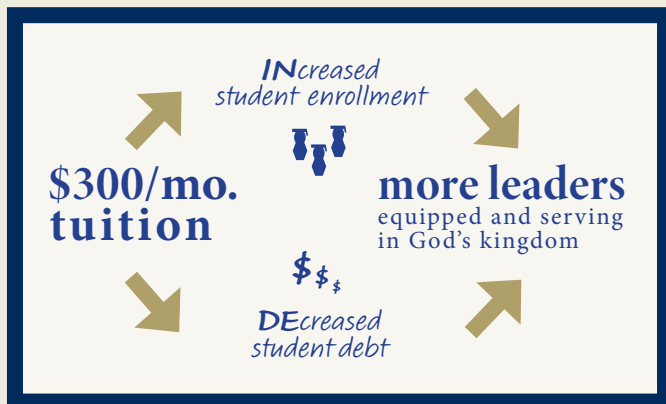 INcreased
student enrollment
$300/mo.
tuition
more leaders
equipped and serving
in God's kingdom
$ $ $
DEcreased
student debt